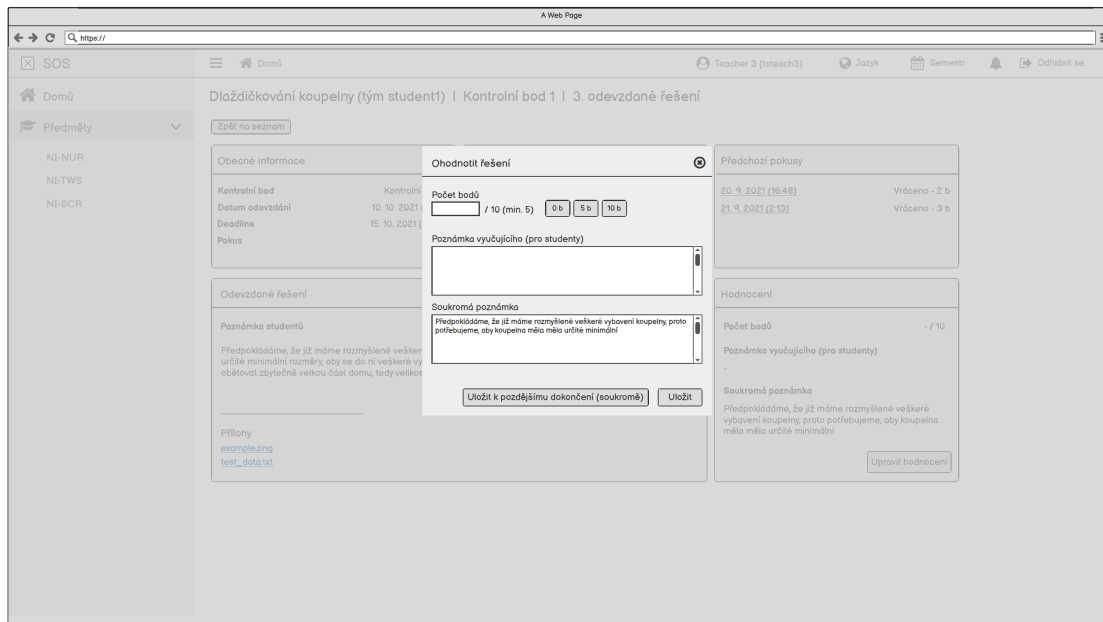 A Web Page
https://
SOS
Domů
Teacher 3 (tsteach3)
Jazyk
Semestr
Odhlásit se
Domů
Předměty
NI-NUR
NI-TWS
NI-SCR
Dlaždičkování koupelny (tým student1) | Kontrolní bod 1 | 3. odevzdané řešení
Zpět na seznam
Obecné informace
Kontrolní bod
Kontrolní
Datum odevzdání
10. 10. 2021
Deadline
15. 10. 2021
Pokus
Předchozí pokusy
20. 9. 2021 (16:48)
Vráceno - 2 b
21. 9. 2021 (2:13)
Vráceno - 3 b
Ohodnotit řešení
Počet bodů
/ 10 (min. 5)
0 b
5 b
10 b
Poznámka vyučujícího (pro studenty)
Soukromá poznámka
Předpokládáme, že již máme rozmyšlené veškeré vybavení koupelny, proto
potřebujeme, aby koupelna měla měla určité minimální
Uložit k pozdějšímu dokončení (soukromě)
Uložit
Odevzdané řešení
Poznámka studentů
Předpokládáme, že již máme rozmyšlené veškeré
určité minimální rozměry, aby se do ní veškeré vy
obětovat zbytečně velkou část domu, tedy velikos
Přílohy
example.png
test_data.txt
Hodnocení
Počet bodů
- / 10
Poznámka vyučujícího (pro studenty)
-
Soukromá poznámka
Předpokládáme, že již máme rozmyšlené veškeré
vybavení koupelny, proto potřebujeme, aby koupelna
měla měla určité minimální
Upravit hodnocení